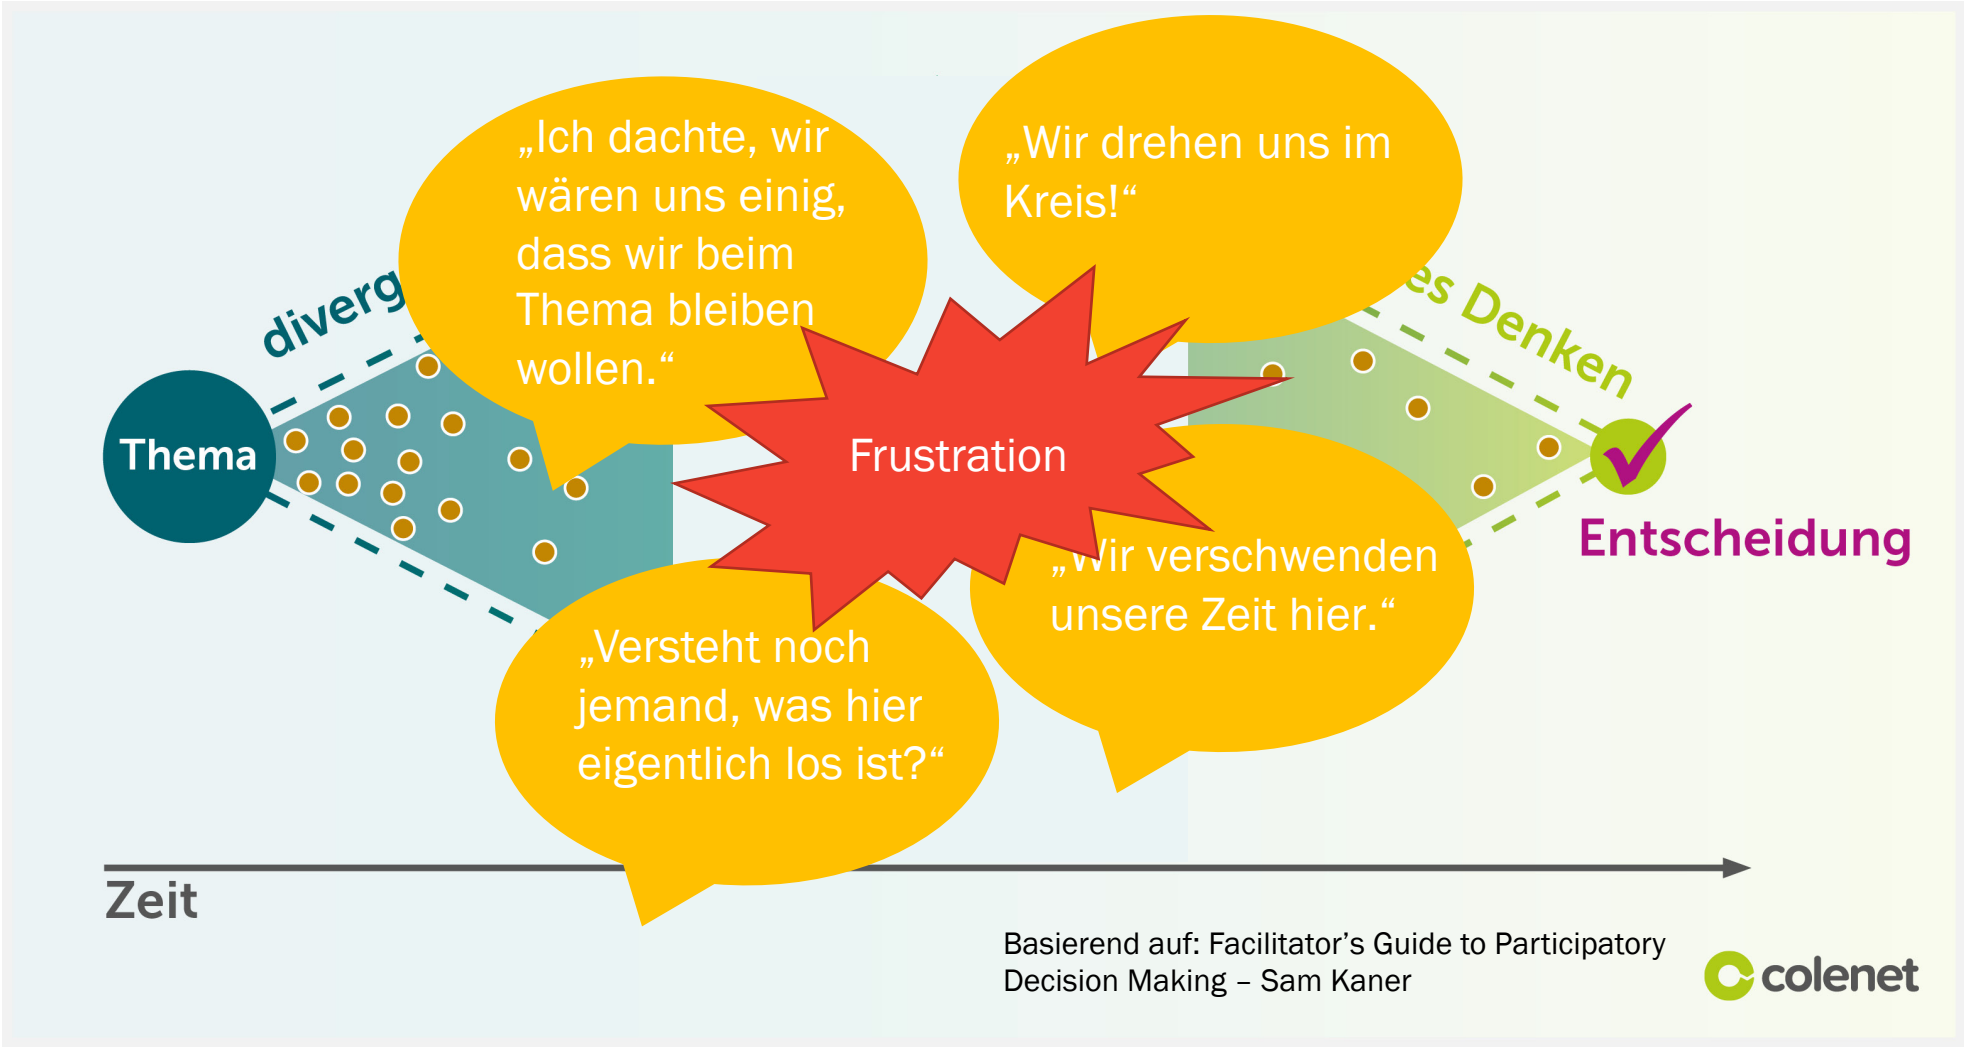 „Ich dachte, wir
wären uns einig,
dass wir beim
Thema bleiben
wollen.“
„Wir drehen uns im
Kreis!“
diverg
es Denken
Thema
Frustration
Entscheidung
„Wir verschwenden
unsere Zeit hier.“
„Versteht noch
jemand, was hier
eigentlich los ist?“
Zeit
Basierend auf: Facilitator’s Guide to Participatory
Decision Making – Sam Kaner
colenet